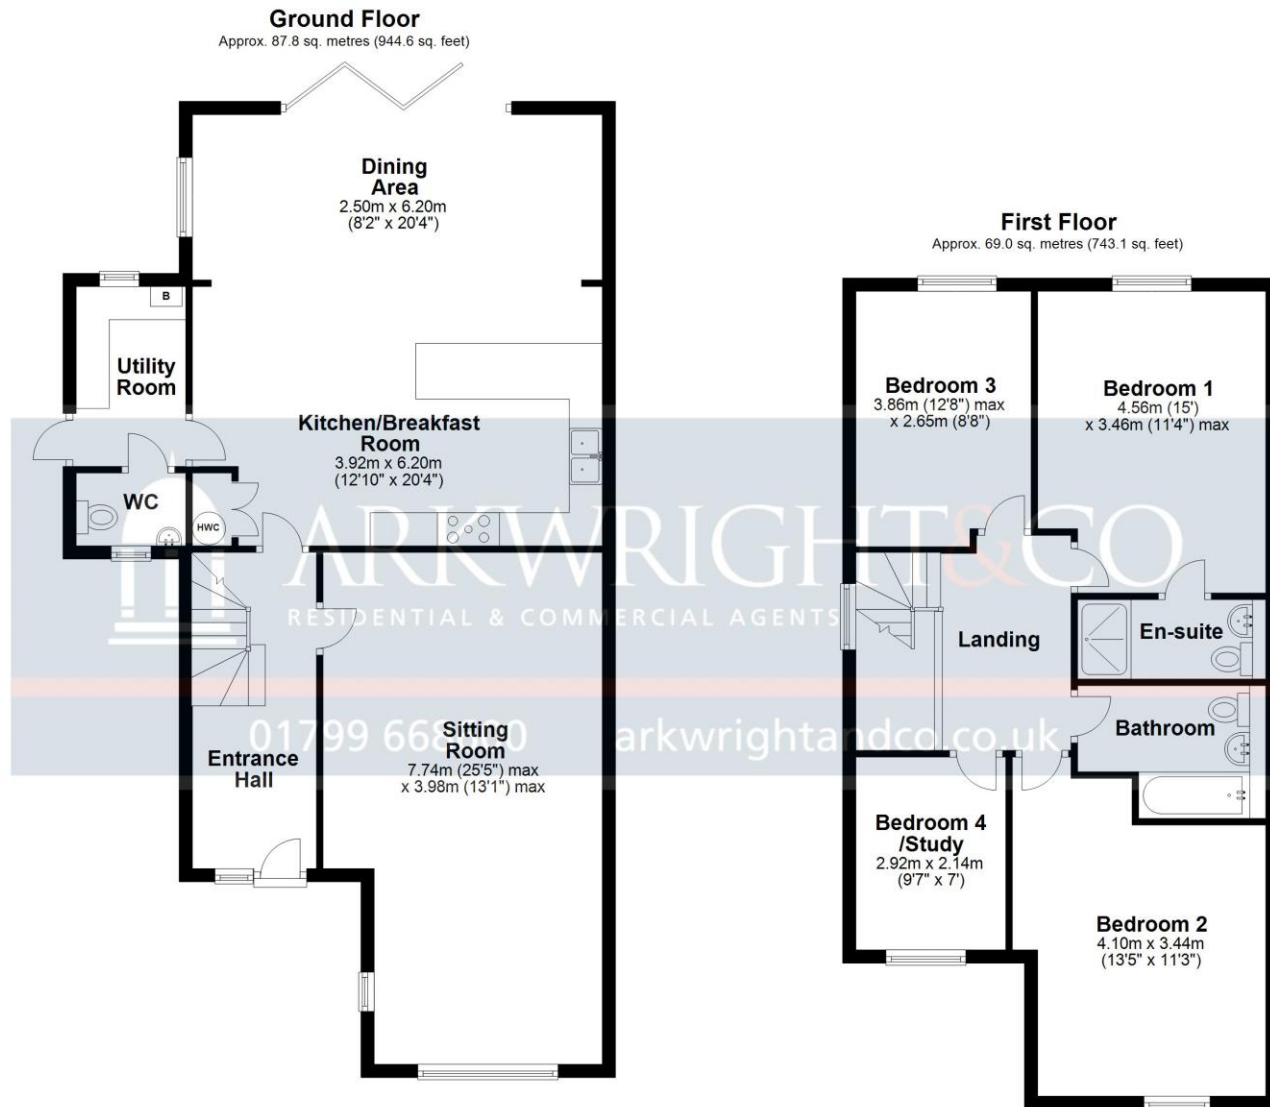 Ground Floor
Approx. 87.8 sq. metres (944.6 sq. feet)
Dining
Area
2.50m x 6.20m
(8'2" x 20'4")
B
Utility
Room
Kitchen/Breakfast
Room
3.92m x 6.20m
(12'10" x 20'4")
WC
HWC
Sitting
Room
7.74m (25'5") max
x 3.98m (13'1") max
Entrance
Hall
First Floor
Approx. 69.0 sq. metres (743.1 sq. feet)
Bedroom 3
3.86m (12'8") max
x 2.65m (8'8")
Bedroom 1
4.56m (15')
x 3.46m (11'4") max
En-suite
Landing
Bathroom
Bedroom 4
/Study
2.92m x 2.14m
(9'7" x 7')
Bedroom 2
4.10m x 3.44m
(13'5" x 11'3")
ARKWRIGHT&CO
RESIDENTIAL & COMMERCIAL AGENTS
01799
arkwrightandco.co.uk